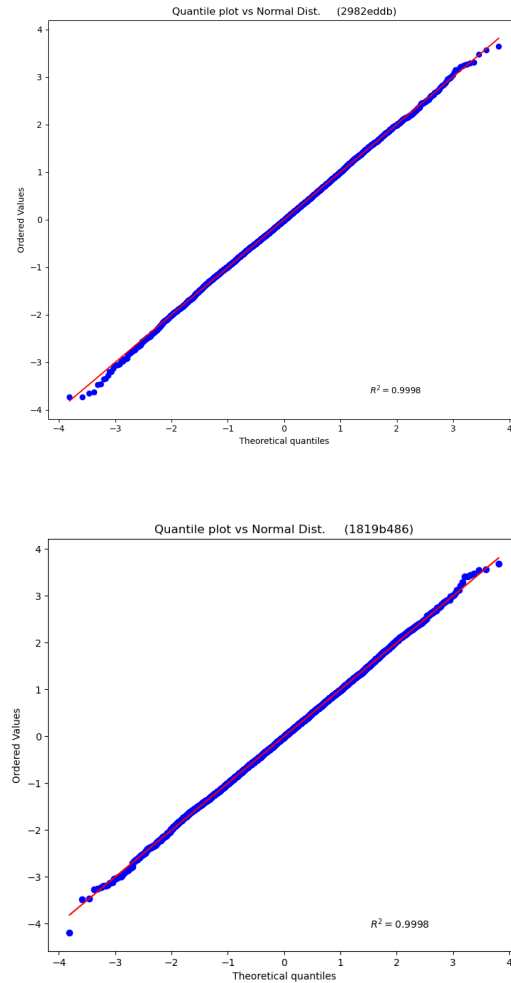 Quantile plot vs Normal Dist. (2982eddb)
4
3
2
1
0
−1
−2
−3
−4
Ordered Values
R² = 0.9998
−4 −3 −2 −1 0 1 2 3 4
Theoretical quantiles
Quantile plot vs Normal Dist. (1819b486)
4
3
2
1
0
−1
−2
−3
−4
Ordered Values
R² = 0.9998
−4 −3 −2 −1 0 1 2 3 4
Theoretical quantiles